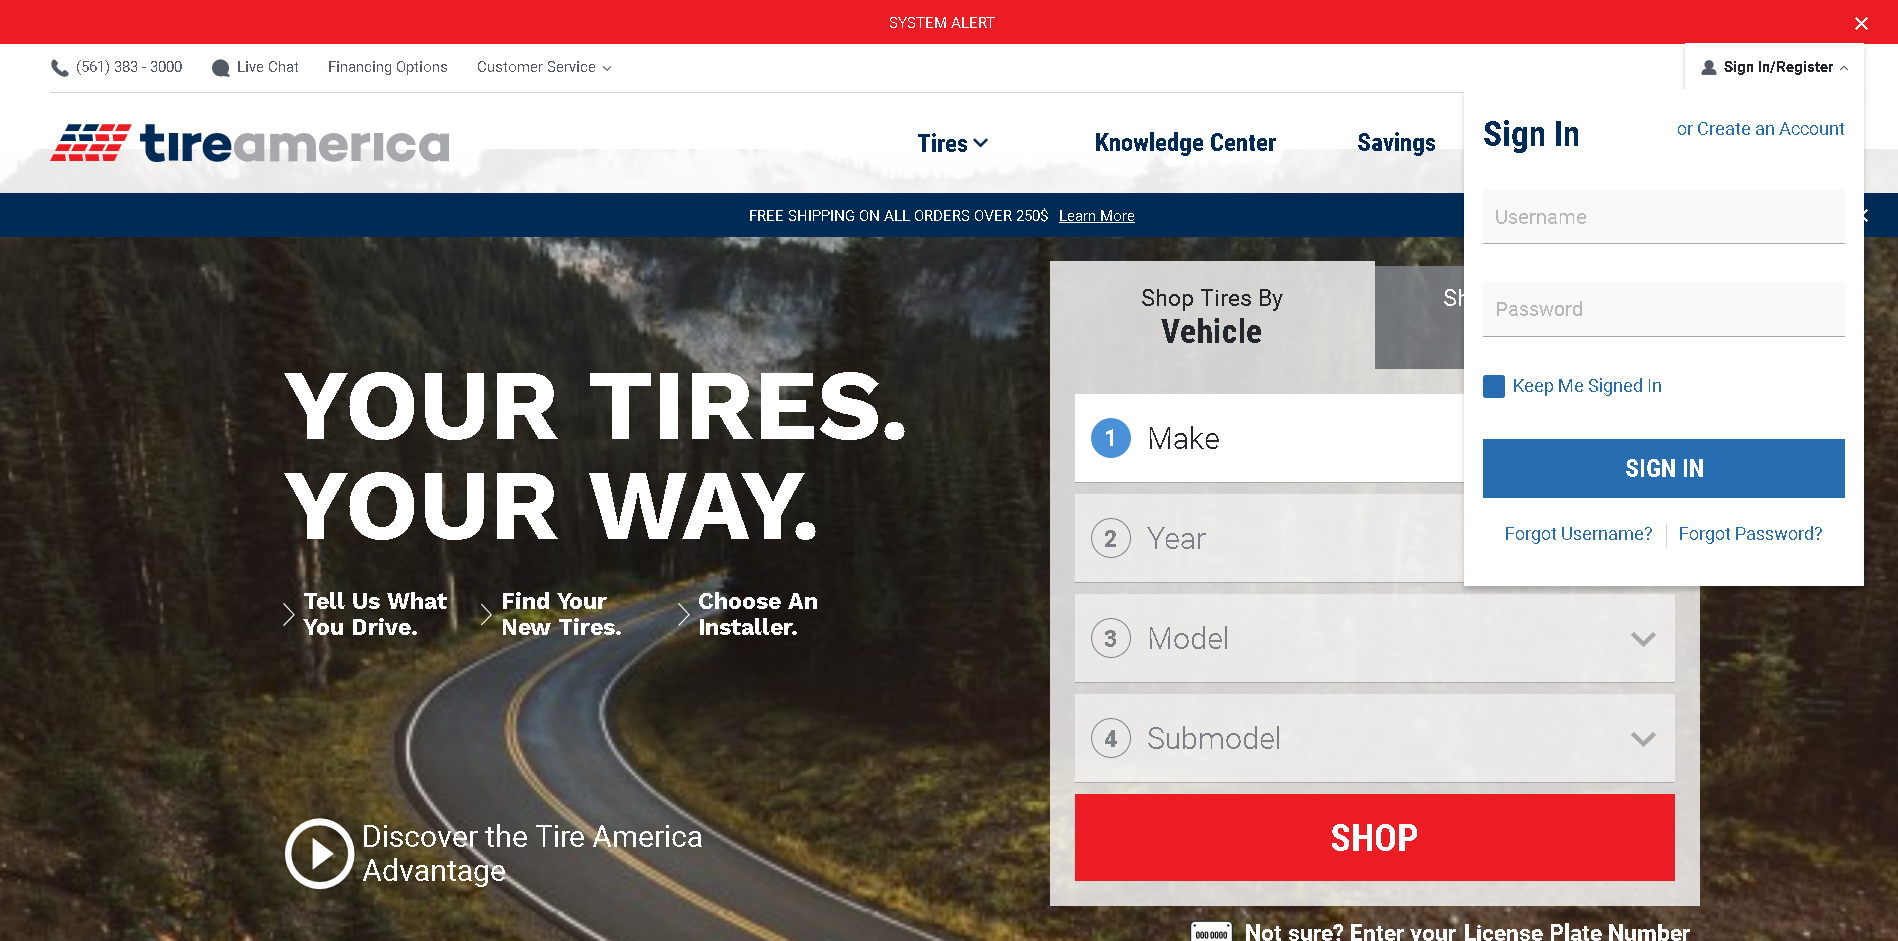 SYSTEM ALERT
(561) 383 - 3000
Live Chat
Financing Options
Customer Service
Sign In/Register
tireamerica
Tires
Knowledge Center
Savings
Sign In
or Create an Account
FREE SHIPPING ON ALL ORDERS OVER 250$ Learn More
Username
Password
Keep Me Signed In
SIGN IN
Forgot Username?
Forgot Password?
YOUR TIRES.
YOUR WAY.
Tell Us What
You Drive.
Find Your
New Tires.
Choose An
Installer.
Discover the Tire America
Advantage
Shop Tires By
Vehicle
Sh
1 Make
2 Year
3 Model
4 Submodel
SHOP
000 0000
Not sure? Enter your License Plate Number